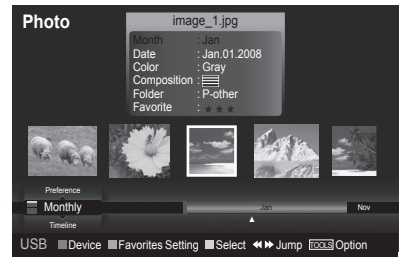 Photo
image_1.jpg
Month : Jan
Date : Jan.01.2008
Color : Gray
Composition :
Folder : P-other
Favorite : ★★★
Preference
Monthly
Timeline
Jan
Nov
USB Device Favorites Setting Select ◄◄ ►► Jump TOOLS Option